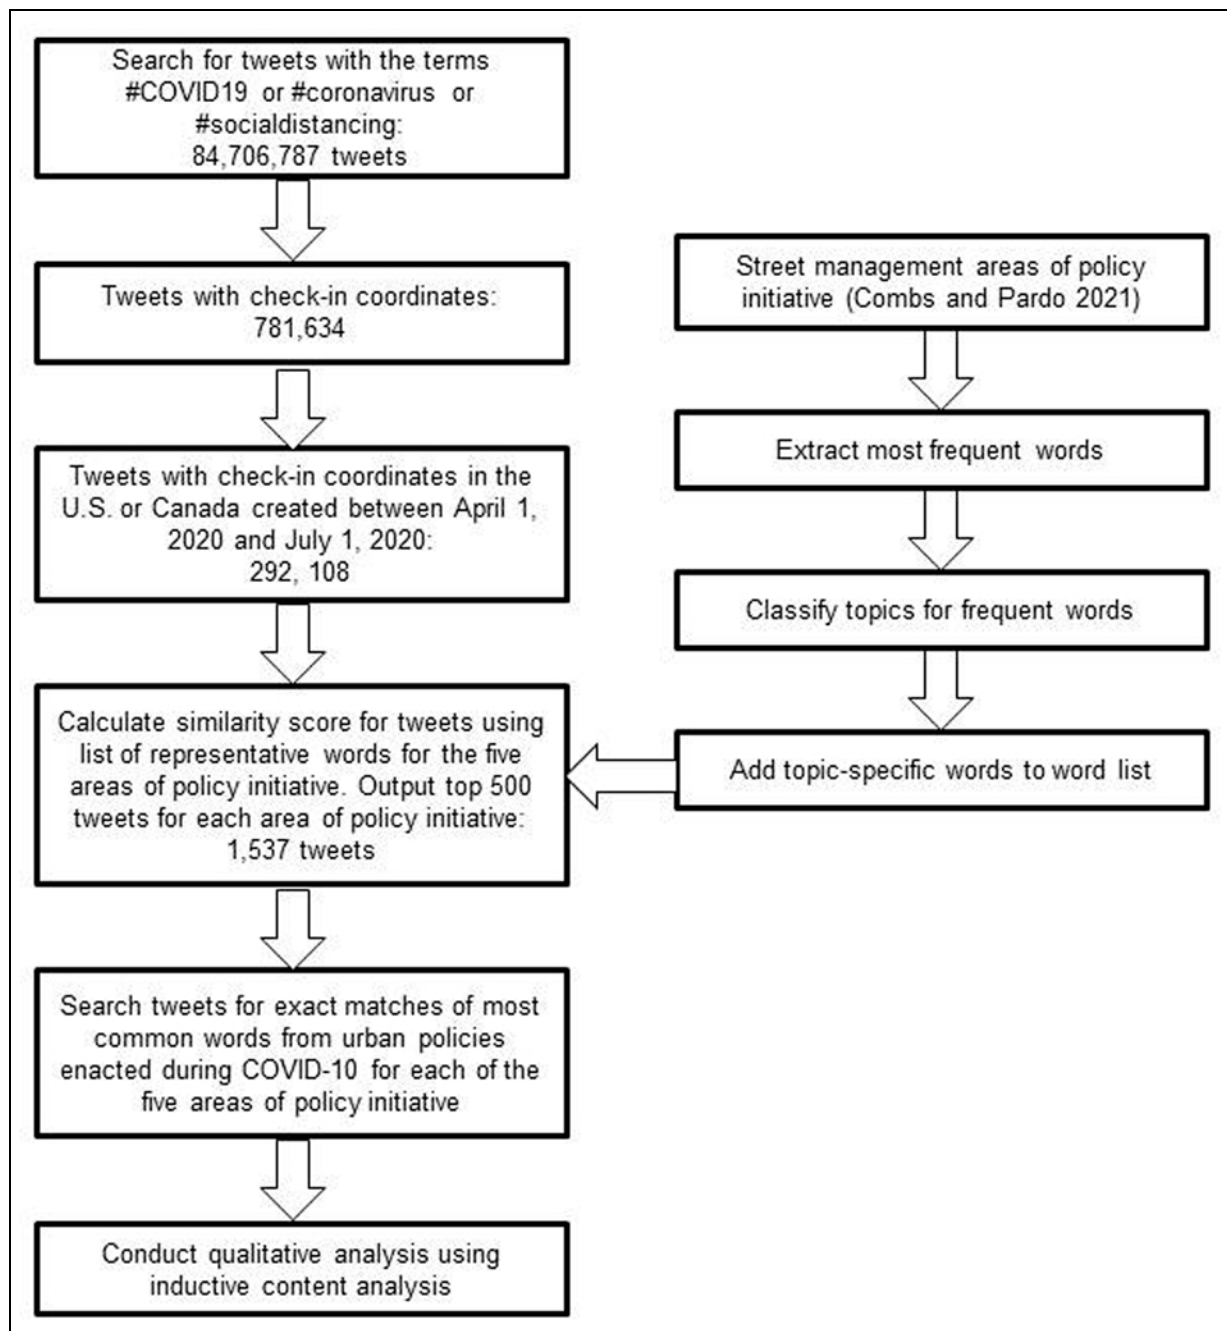 Search for tweets with the terms
#COVID19 or #coronavirus or
#socialdistancing:
84,706,787 tweets
Tweets with check-in coordinates:
781,634
Tweets with check-in coordinates in the
U.S. or Canada created between April 1,
2020 and July 1, 2020:
292, 108
Calculate similarity score for tweets using
list of representative words for the five
areas of policy initiative. Output top 500
tweets for each area of policy initiative:
1,537 tweets
Search tweets for exact matches of most
common words from urban policies
enacted during COVID-10 for each of the
five areas of policy initiative
Conduct qualitative analysis using
inductive content analysis
Street management areas of policy
initiative (Combs and Pardo 2021)
Extract most frequent words
Classify topics for frequent words
Add topic-specific words to word list